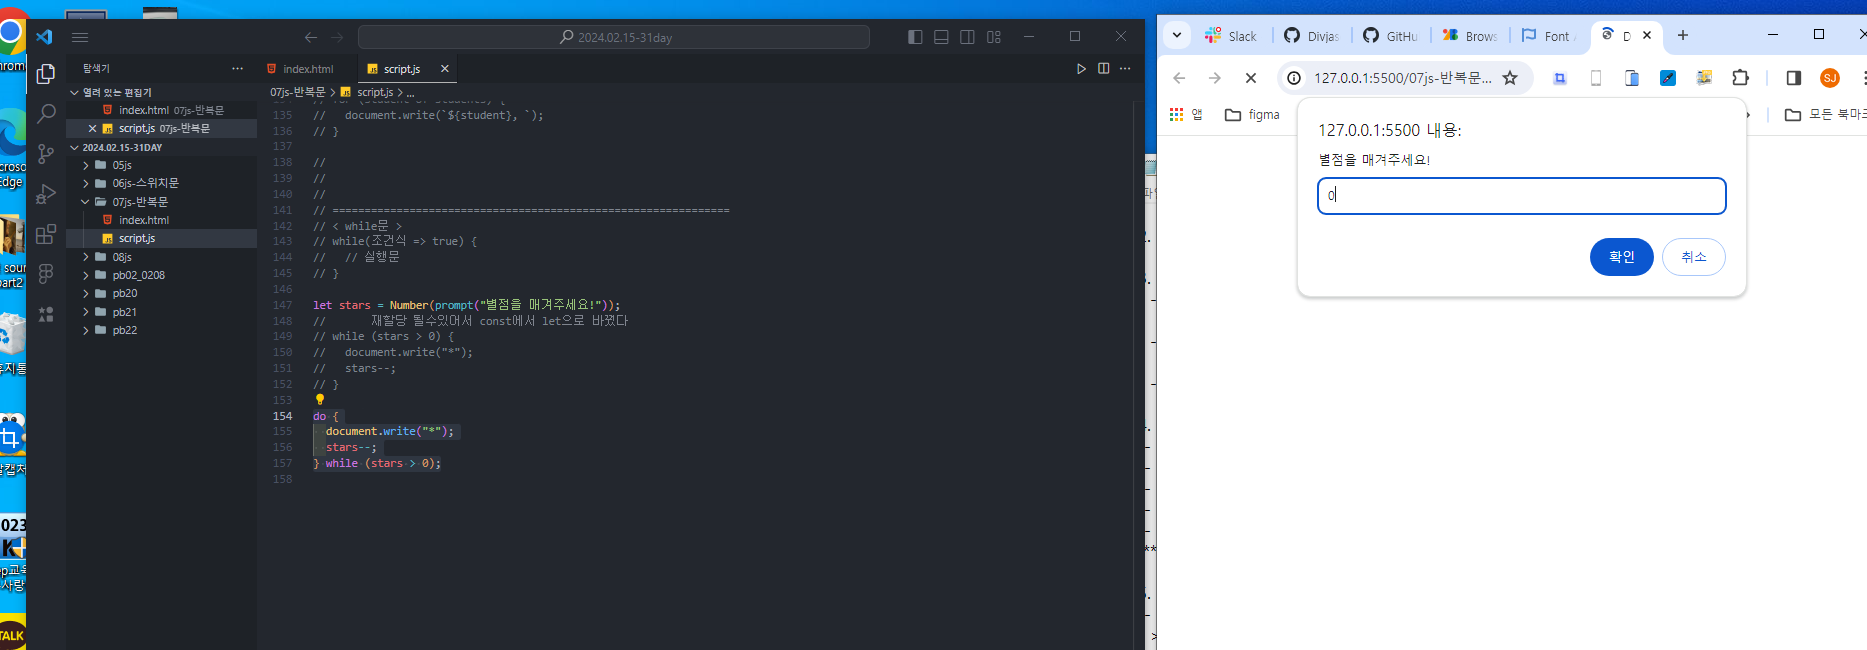 2024.02.15-31day
탐색기
index.html
script.js
07js-반복문 > script.js > ...
열려 있는 편집기
index.html 07js-반복문
script.js 07js-반복문
2024.02.15-31DAY
05js
06js-스위치문
07js-반복문
index.html
script.js
08js
pb02_0208
pb20
pb21
pb22
135 //   document.write(`${student}, `);
136 // }
137
138 //
139 //
140 //
141 // ==============================================================
142 // < while문 >
143 // while(조건식 => true) {
144 //   // 실행문
145 // }
146
147 let stars = Number(prompt("별점을 매겨주세요!"));
148 //       재할당 될수있어서 const에서 let으로 바꼈다
149 // while (stars > 0) {
150 //   document.write("*");
151 //   stars--;
152 // }
153
154 do {
155   document.write("*");
156   stars--;
157 } while (stars > 0);
158
Slack
Divjas
GitHu
Brows
Font
D
127.0.0.1:5500/07js-반복문...
SJ
앱
figma
모든 북마크
127.0.0.1:5500 내용:
별점을 매겨주세요!
0
확인
취소
Edge
TALK